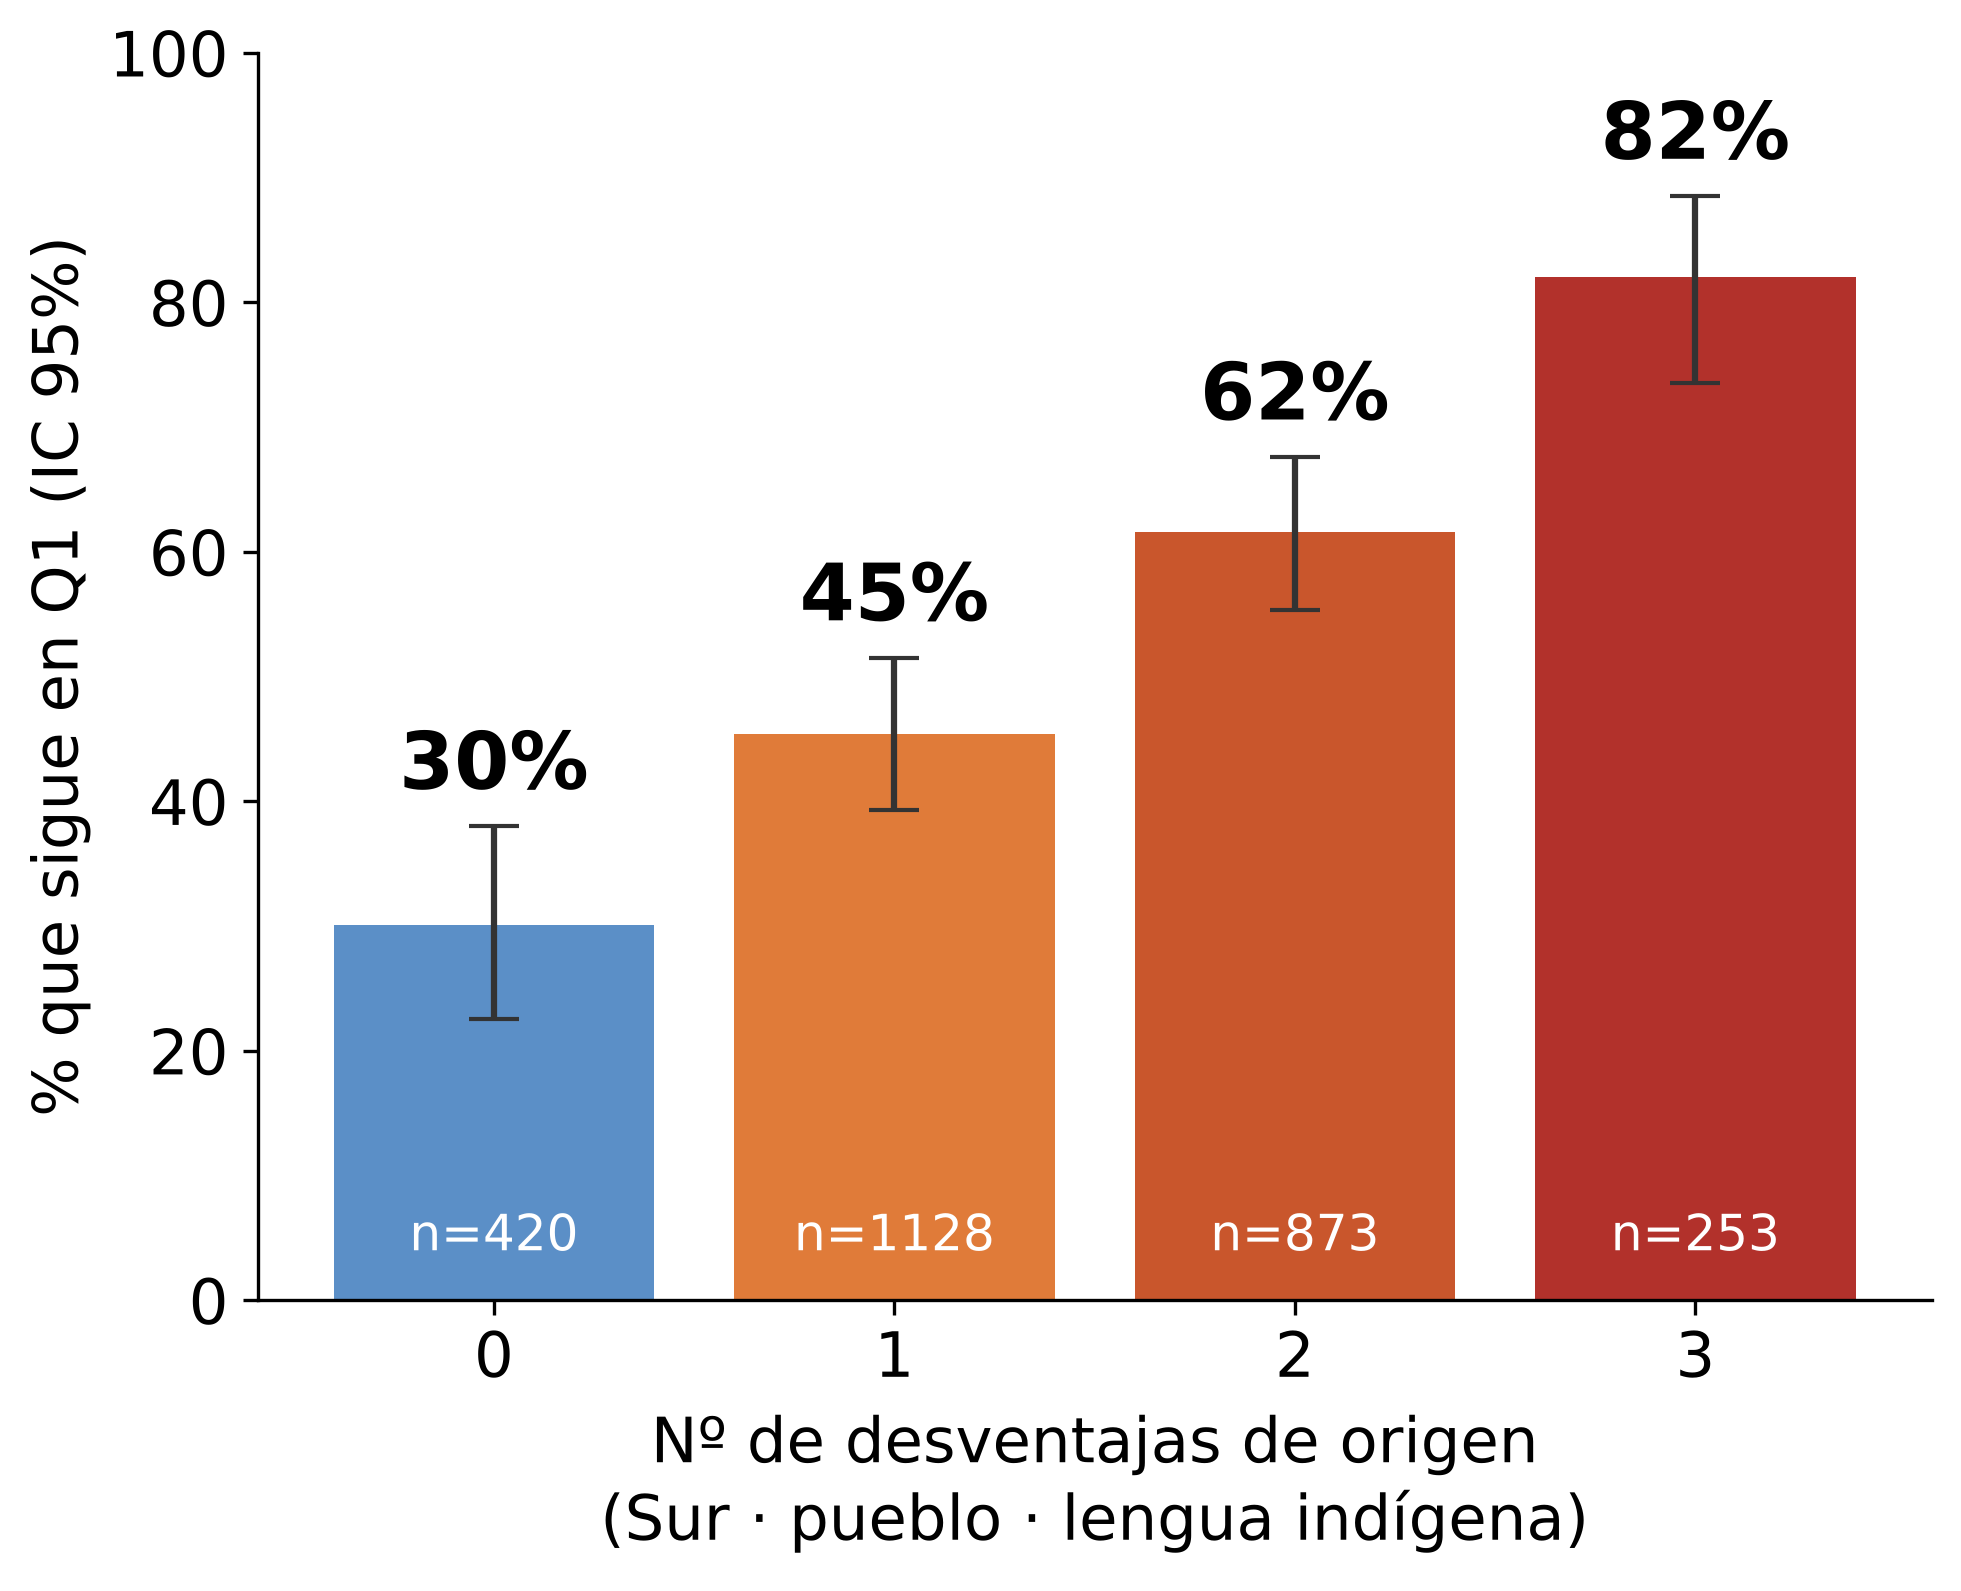 % que sigue en Q1 (IC 95%)
100
80
60
40
20
0
30%
45%
62%
82%
n=420
n=1128
n=873
n=253
0
1
2
3
Nº de desventajas de origen
(Sur · pueblo · lengua indígena)